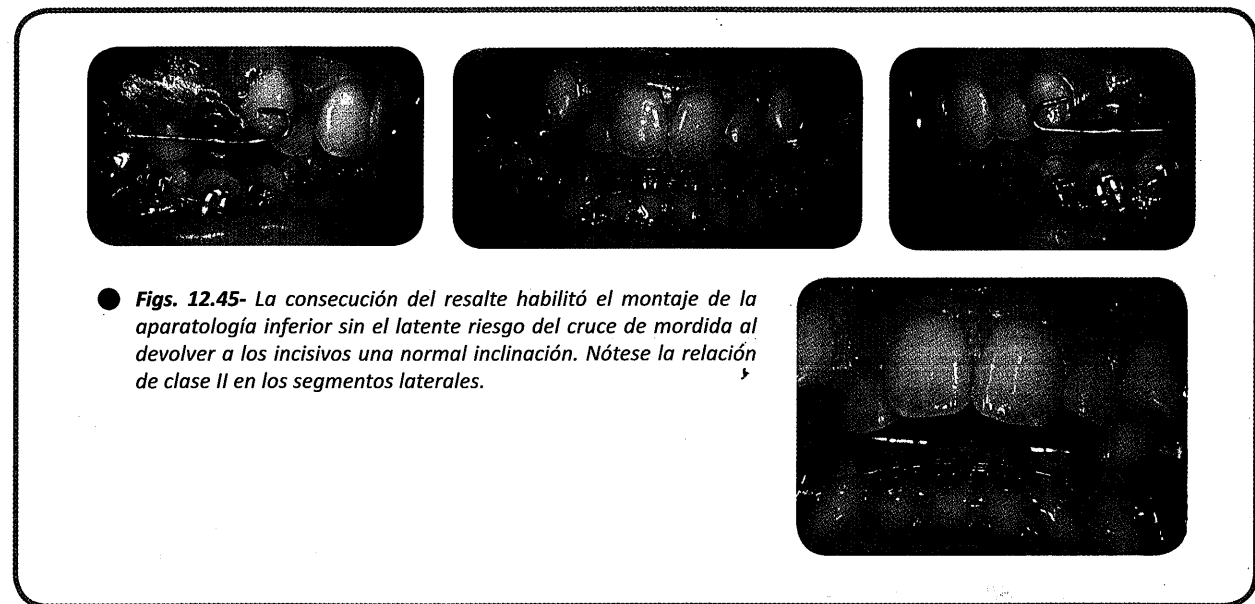 Figs. 12.45- La consecución del resalte habilitó el montaje de la
aparatología inferior sin el latente riesgo del cruce de mordida al
devolver a los incisivos una normal inclinación. Nótese la relación
de clase II en los segmentos laterales.